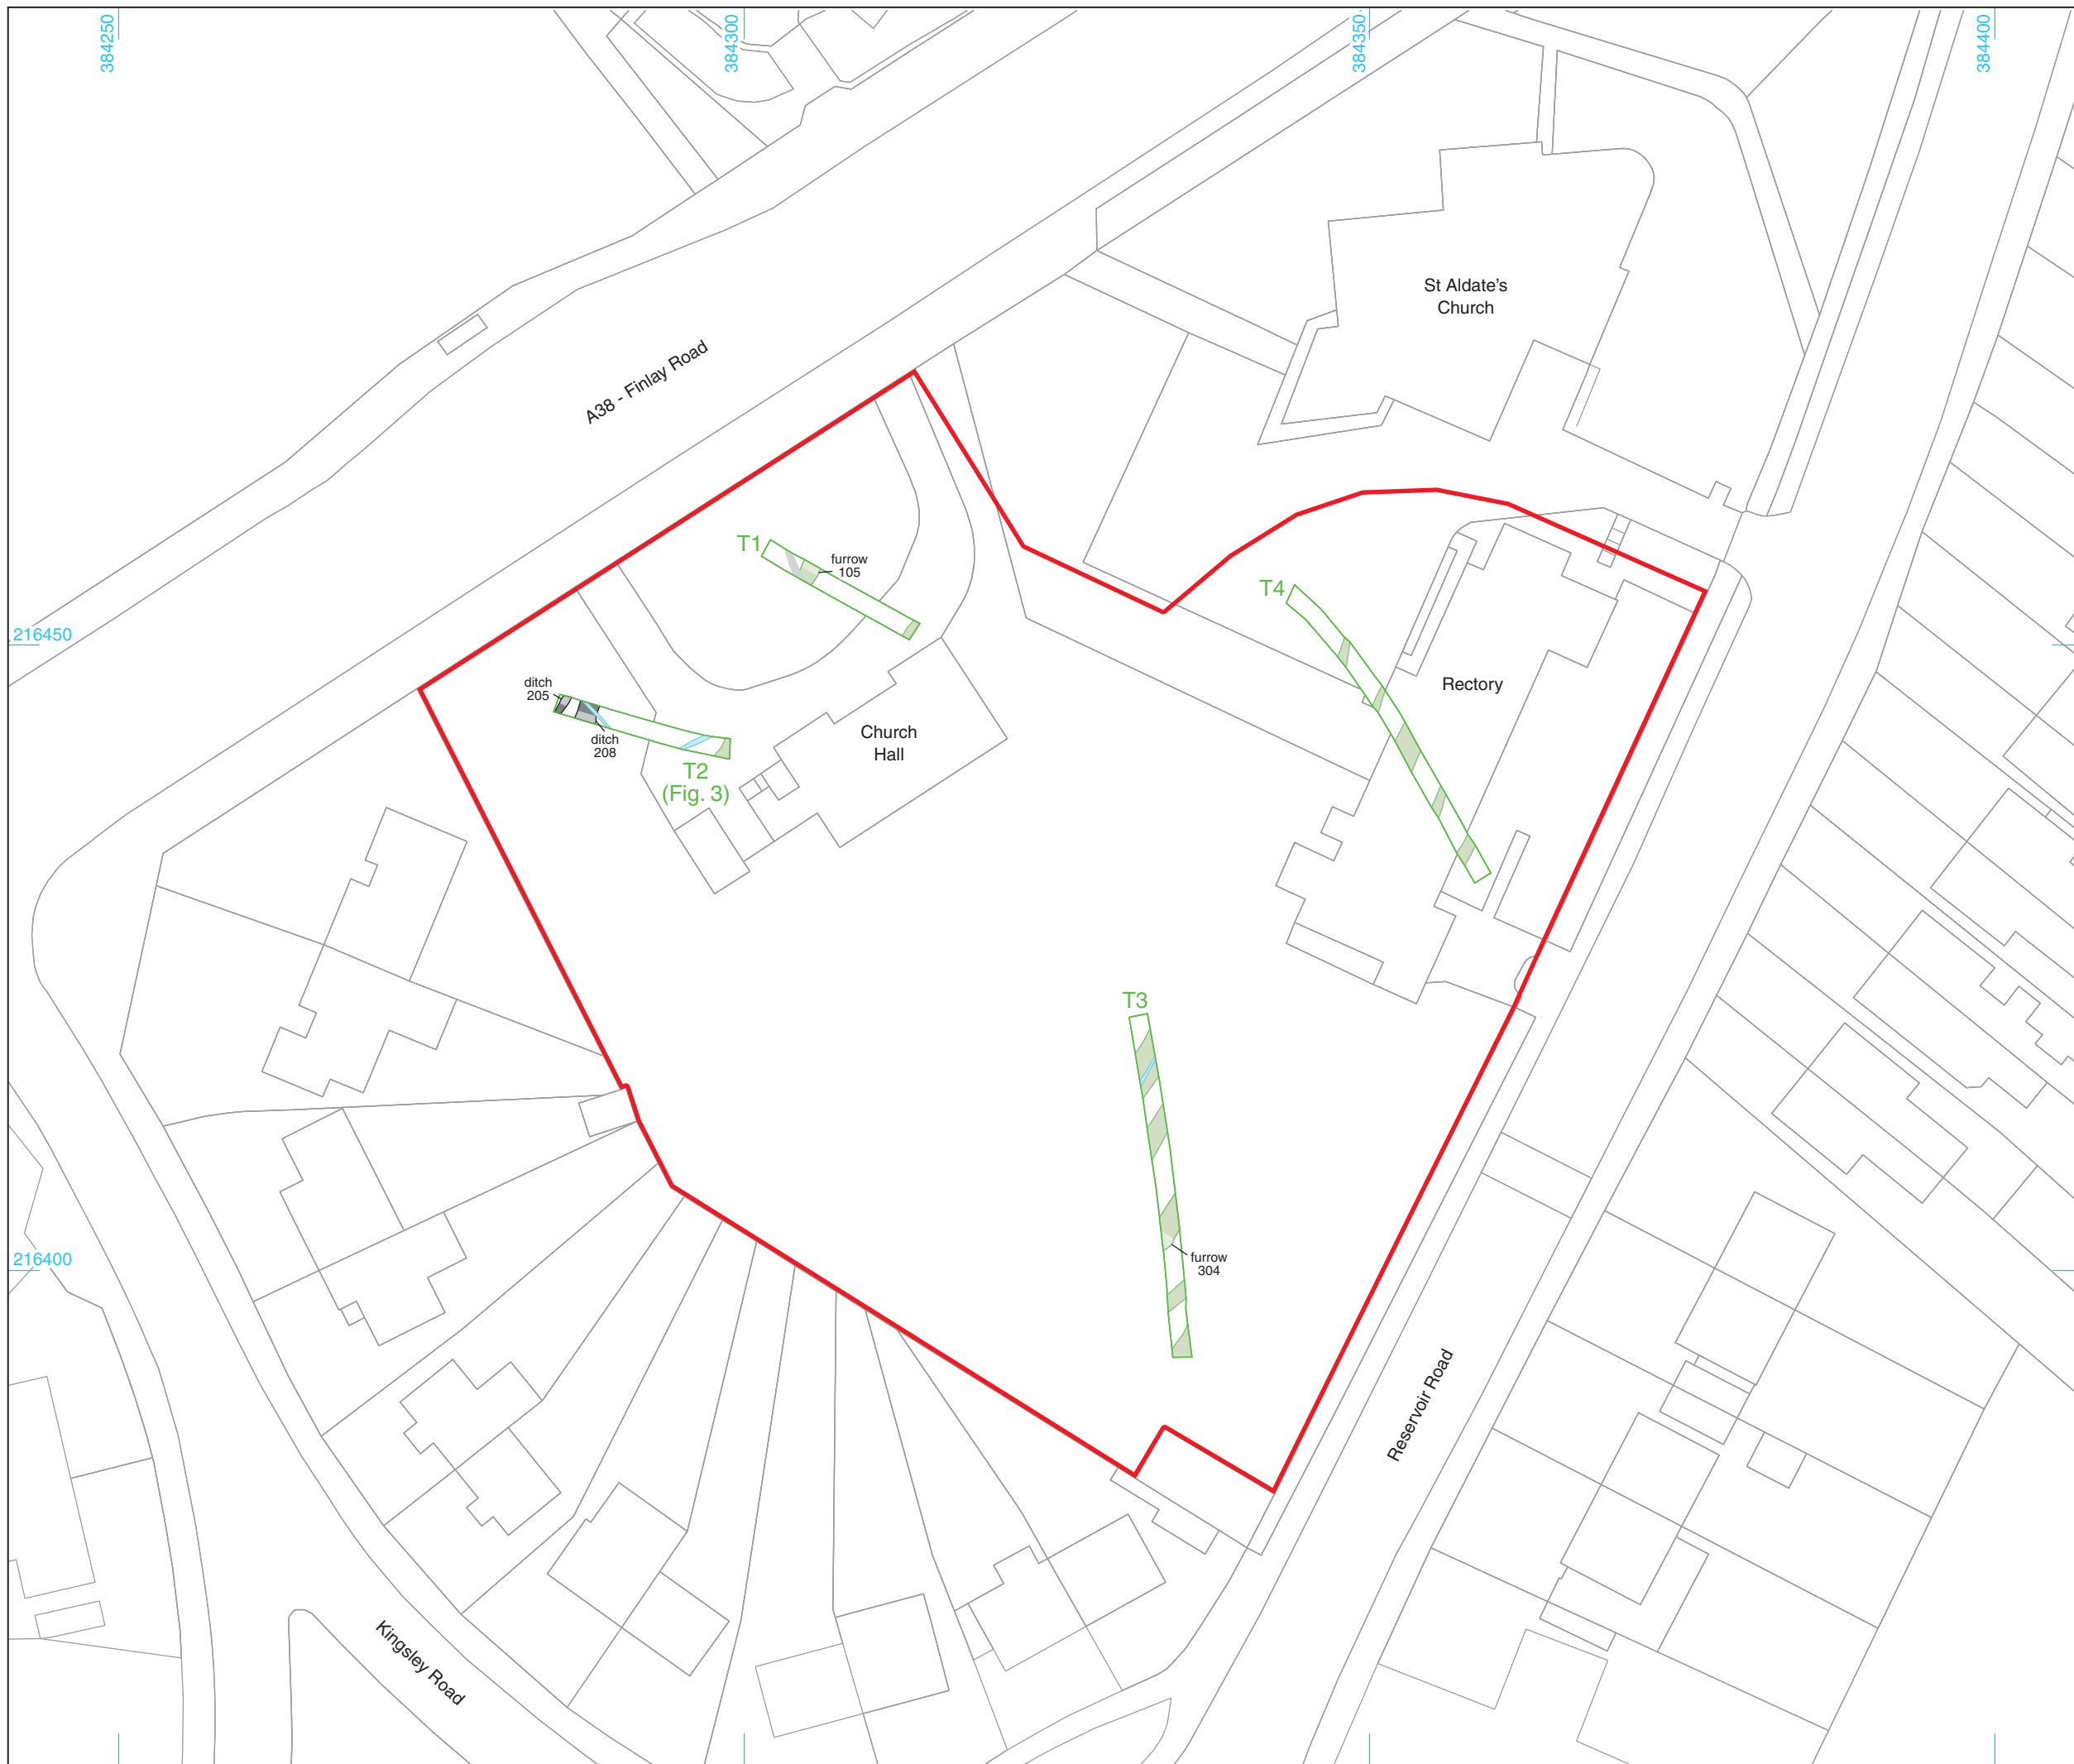 384250
384300
384350
384400
St Aldate's
Church
A38 - Finlay Road
T1
furrow
105
T4
216450
ditch
205
Rectory
Church
Hall
ditch
208
T2
(Fig. 3)
T3
216400
furrow
304
Reservoir Road
Kingsley Road